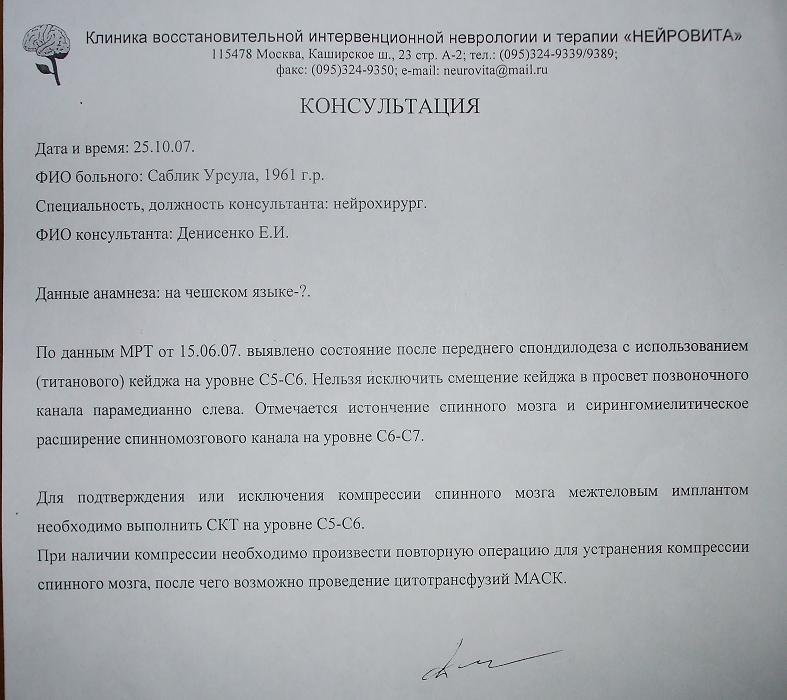 Клиника восстановительной интервенционной неврологии и терапии «НЕЙРОВИТА»
115478 Москва, Каширское ш., 23 стр. А-2; тел.: (095)324-9339/9389;
факс: (095)324-9350; e-mail: neurovita@mail.ru
КОНСУЛЬТАЦИЯ
Дата и время: 25.10.07.
ФИО больного: Саблик Урсула, 1961 г.р.
Специальность, должность консультанта: нейрохирург.
ФИО консультанта: Денисенко Е.И.
Данные анамнеза: на чешском языке-?.
По данным МРТ от 15.06.07. выявлено состояние после переднего спондилодеза с использованием
(титанового) кейджа на уровне С5-С6. Нельзя исключить смещение кейджа в просвет позвоночного
канала парамедианно слева. Отмечается истончение спинного мозга и сирингомиелитическое
расширение спинномозгового канала на уровне С6-С7.
Для подтверждения или исключения компрессии спинного мозга межтеловым имплантом
необходимо выполнить СКТ на уровне С5-С6.
При наличии компрессии необходимо произвести повторную операцию для устранения компрессии
спинного мозга, после чего возможно проведение цитотрансфузий МАСК.